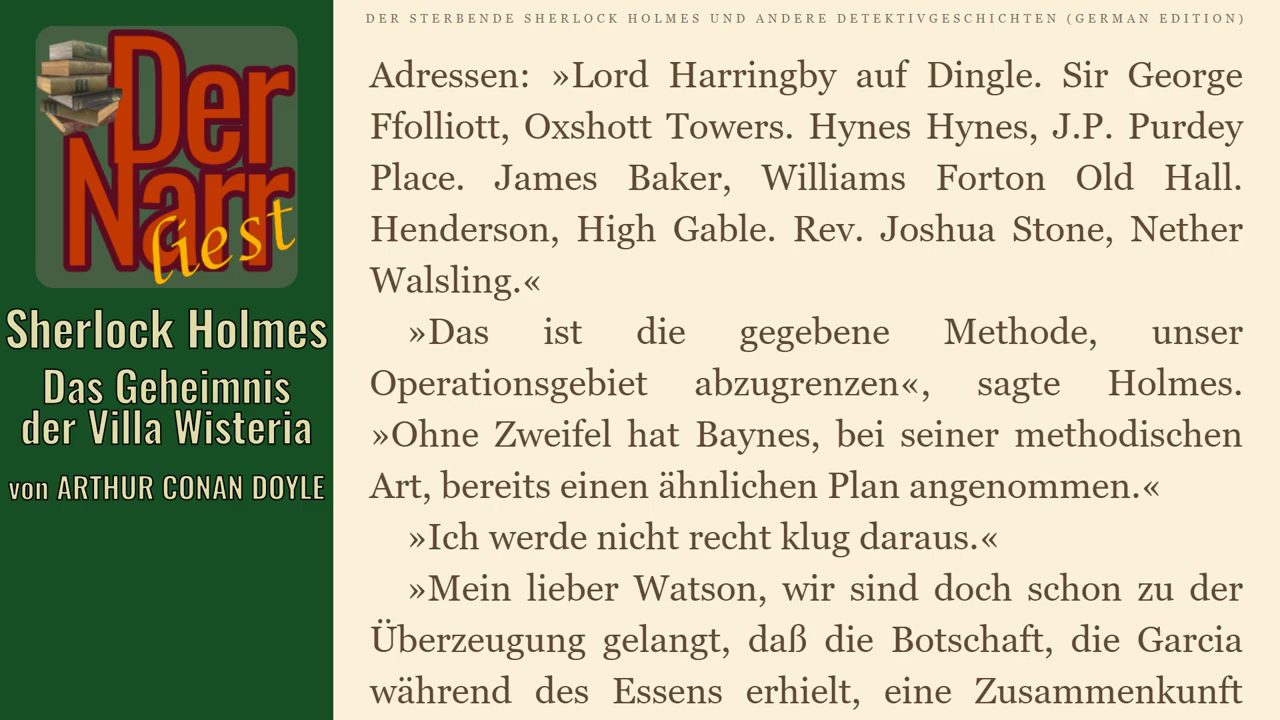 Der
Narr
liest
Sherlock Holmes
Das Geheimnis
der Villa Wisteria
von ARTHUR CONAN DOYLE
DER STERBENDE SHERLOCK HOLMES UND ANDERE DETEKTIVGESCHICHTEN (GERMAN EDITION)
Adressen: »Lord Harringby auf Dingle. Sir George
Ffolliott, Oxshott Towers. Hynes Hynes, J.P. Purdey
Place. James Baker, Williams Forton Old Hall.
Henderson, High Gable. Rev. Joshua Stone, Nether
Walsling.«
»Das ist die gegebene Methode, unser
Operationsgebiet abzugrenzen«, sagte Holmes.
»Ohne Zweifel hat Baynes, bei seiner methodischen
Art, bereits einen ähnlichen Plan angenommen.«
»Ich werde nicht recht klug daraus.«
»Mein lieber Watson, wir sind doch schon zu der
Überzeugung gelangt, daß die Botschaft, die Garcia
während des Essens erhielt, eine Zusammenkunft